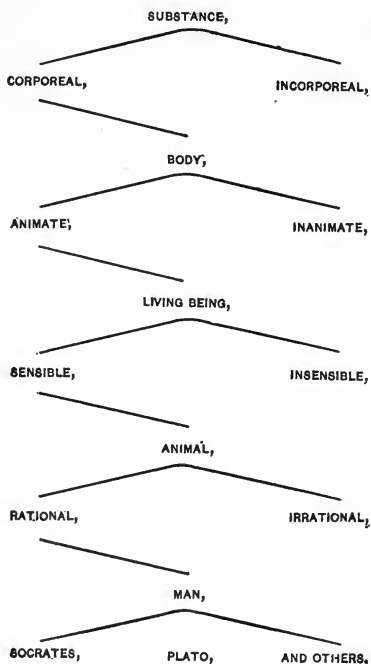 SUBSTANCE,
CORPOREAL, INCORPOREAL,
BODY,
ANIMATE, INANIMATE,
LIVING BEING,
SENSIBLE, INSENSIBLE,
ANIMAL,
RATIONAL, IRRATIONAL,
MAN,
SOCRATES, PLATO, AND OTHERS,